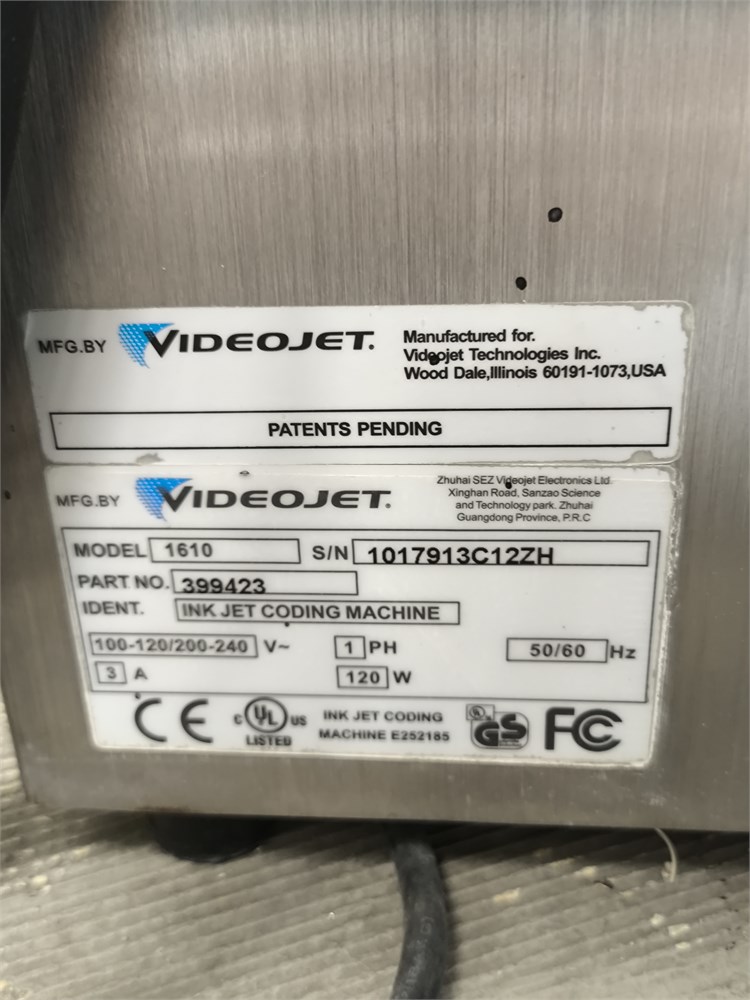 MFG.BY VIDEOJET.
Manufactured for.
Videojet Technologies Inc.
Wood Dale,Illinois 60191-1073,USA
PATENTS PENDING
MFG.BY VIDEOJET.
Zhuhai SEZ Videojet Electronics Ltd
Xinghan Road, Sanzao Science
and Technology park. Zhuhai
Guangdong Province, P.R.C
MODEL 1610 S/N 1017913C12ZH
PART NO. 399423
IDENT. INK JET CODING MACHINE
100-120/200-240 V~ 1 PH 50/60 Hz
3 A 120 W
CE c UL US LISTED
INK JET CODING
MACHINE E252185
UL GS FC